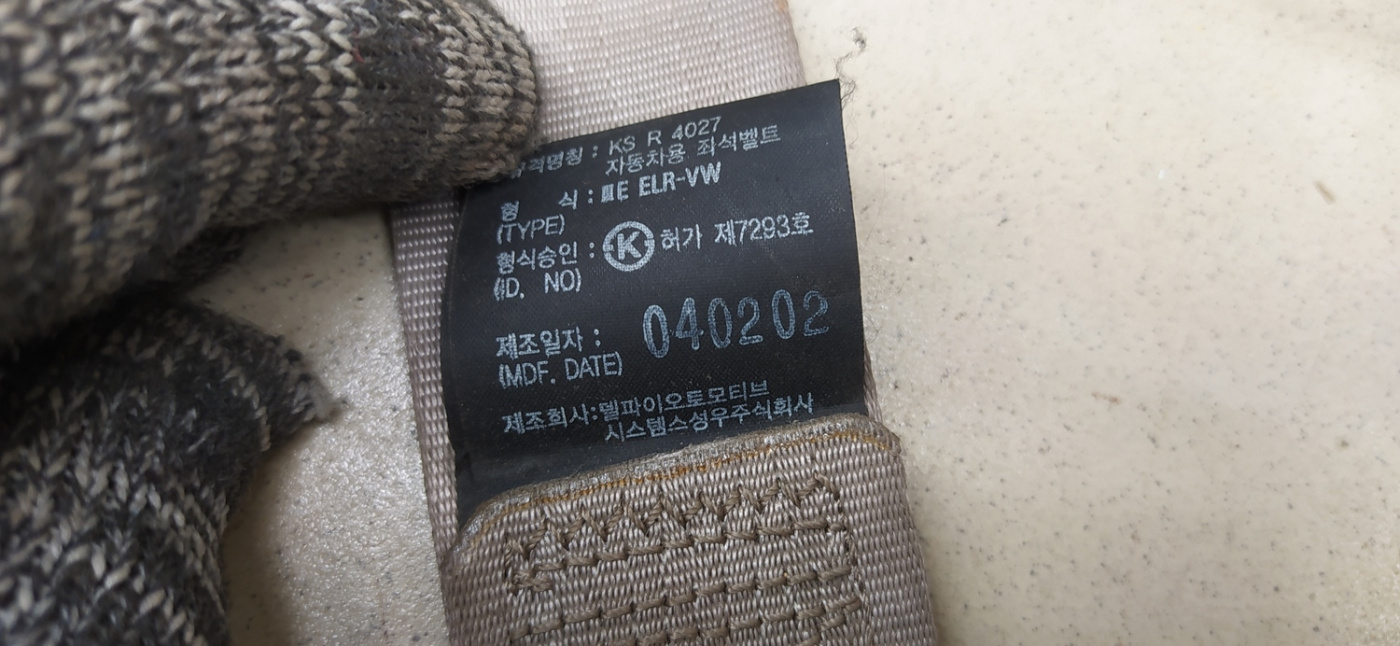 규격명칭 : KS R 4027
자동차용 좌석벨트
형 식 : ⅢE ELR-VW
(TYPE)
형식승인 : Ⓚ 허가 제7293호
(ID. NO)
제조일자 : 040202
(MDF. DATE)
제조회사:델파이오토모티브
시스템스성우주식회사